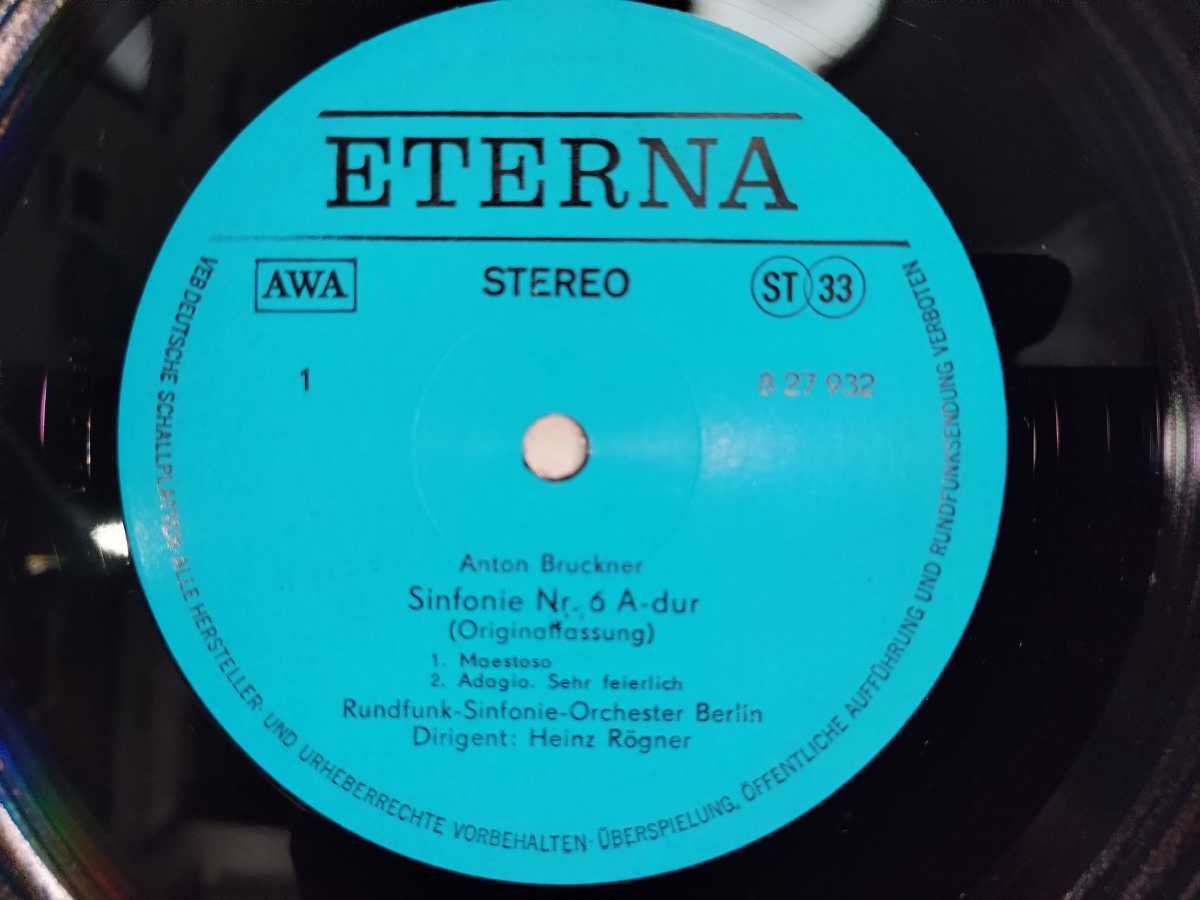 ETERNA
AWA STEREO ST 33
1 8 27 932
Anton Bruckner
Sinfonie Nr. 6 A-dur
(Originalfassung)
1. Maestoso
2. Adagio. Sehr feierlich
Rundfunk-Sinfonie-Orchester Berlin
Dirigent: Heinz Rögner
VEB DEUTSCHE SCHALLPLATTEN · ALLE HERSTELLER- UND URHEBERRECHTE VORBEHALTEN · ÜBERSPIELUNG, ÖFFENTLICHE AUFFÜHRUNG UND RUNDFUNKSENDUNG VERBOTEN